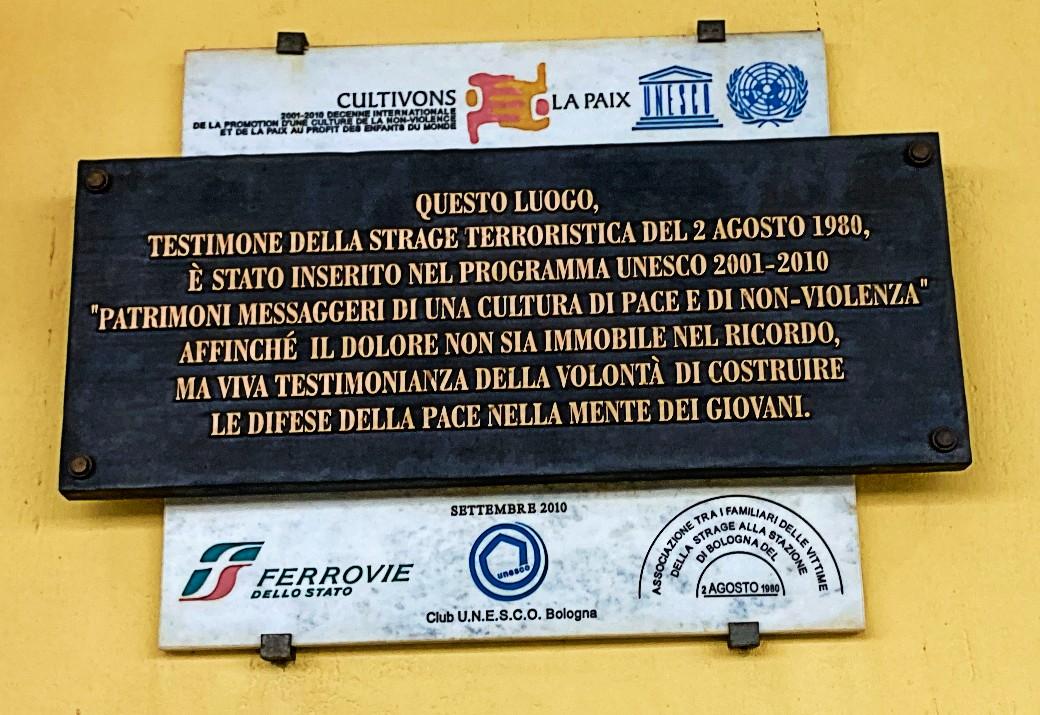 CULTIVONS LA PAIX
2001-2010 DECENNIE INTERNATIONALE
DE LA PROMOTION D'UNE CULTURE DE LA NON-VIOLENCE
ET DE LA PAIX AU PROFIT DES ENFANTS DU MONDE
UNESCO
QUESTO LUOGO,
TESTIMONE DELLA STRAGE TERRORISTICA DEL 2 AGOSTO 1980,
È STATO INSERITO NEL PROGRAMMA UNESCO 2001-2010
"PATRIMONI MESSAGGERI DI UNA CULTURA DI PACE E DI NON-VIOLENZA"
AFFINCHÉ IL DOLORE NON SIA IMMOBILE NEL RICORDO,
MA VIVA TESTIMONIANZA DELLA VOLONTÀ DI COSTRUIRE
LE DIFESE DELLA PACE NELLA MENTE DEI GIOVANI.
SETTEMBRE 2010
FERROVIE
DELLO STATO
unesco
Club U.N.E.S.C.O. Bologna
ASSOCIAZIONE TRA I FAMILIARI DELLE VITTIME
DELLA STRAGE ALLA STAZIONE
DI BOLOGNA DEL
2 AGOSTO 1980